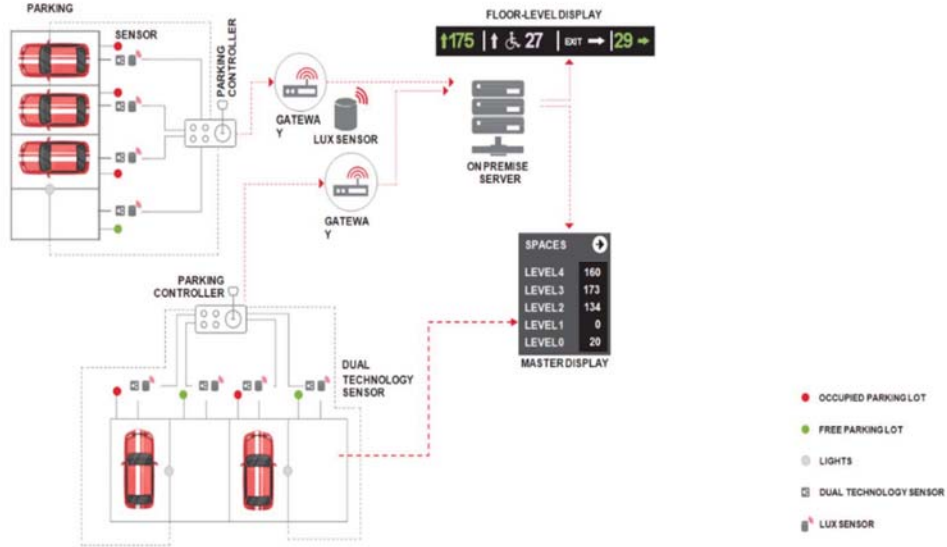 PARKING
SENSOR
PARKING
CONTROLLER
GATEWA
Y
LUX SENSOR
GATEWA
Y
FLOOR-LEVEL DISPLAY
175 27 EXIT 29
ON PREMISE
SERVER
SPACES
LEVEL4 160
LEVEL3 173
LEVEL2 134
LEVEL1 0
LEVEL0 20
MASTER DISPLAY
PARKING
CONTROLLER
DUAL
TECHNOLOGY
SENSOR
OCCUPIED PARKING LOT
FREE PARKING LOT
LIGHTS
DUAL TECHNOLOGY SENSOR
LUX SENSOR